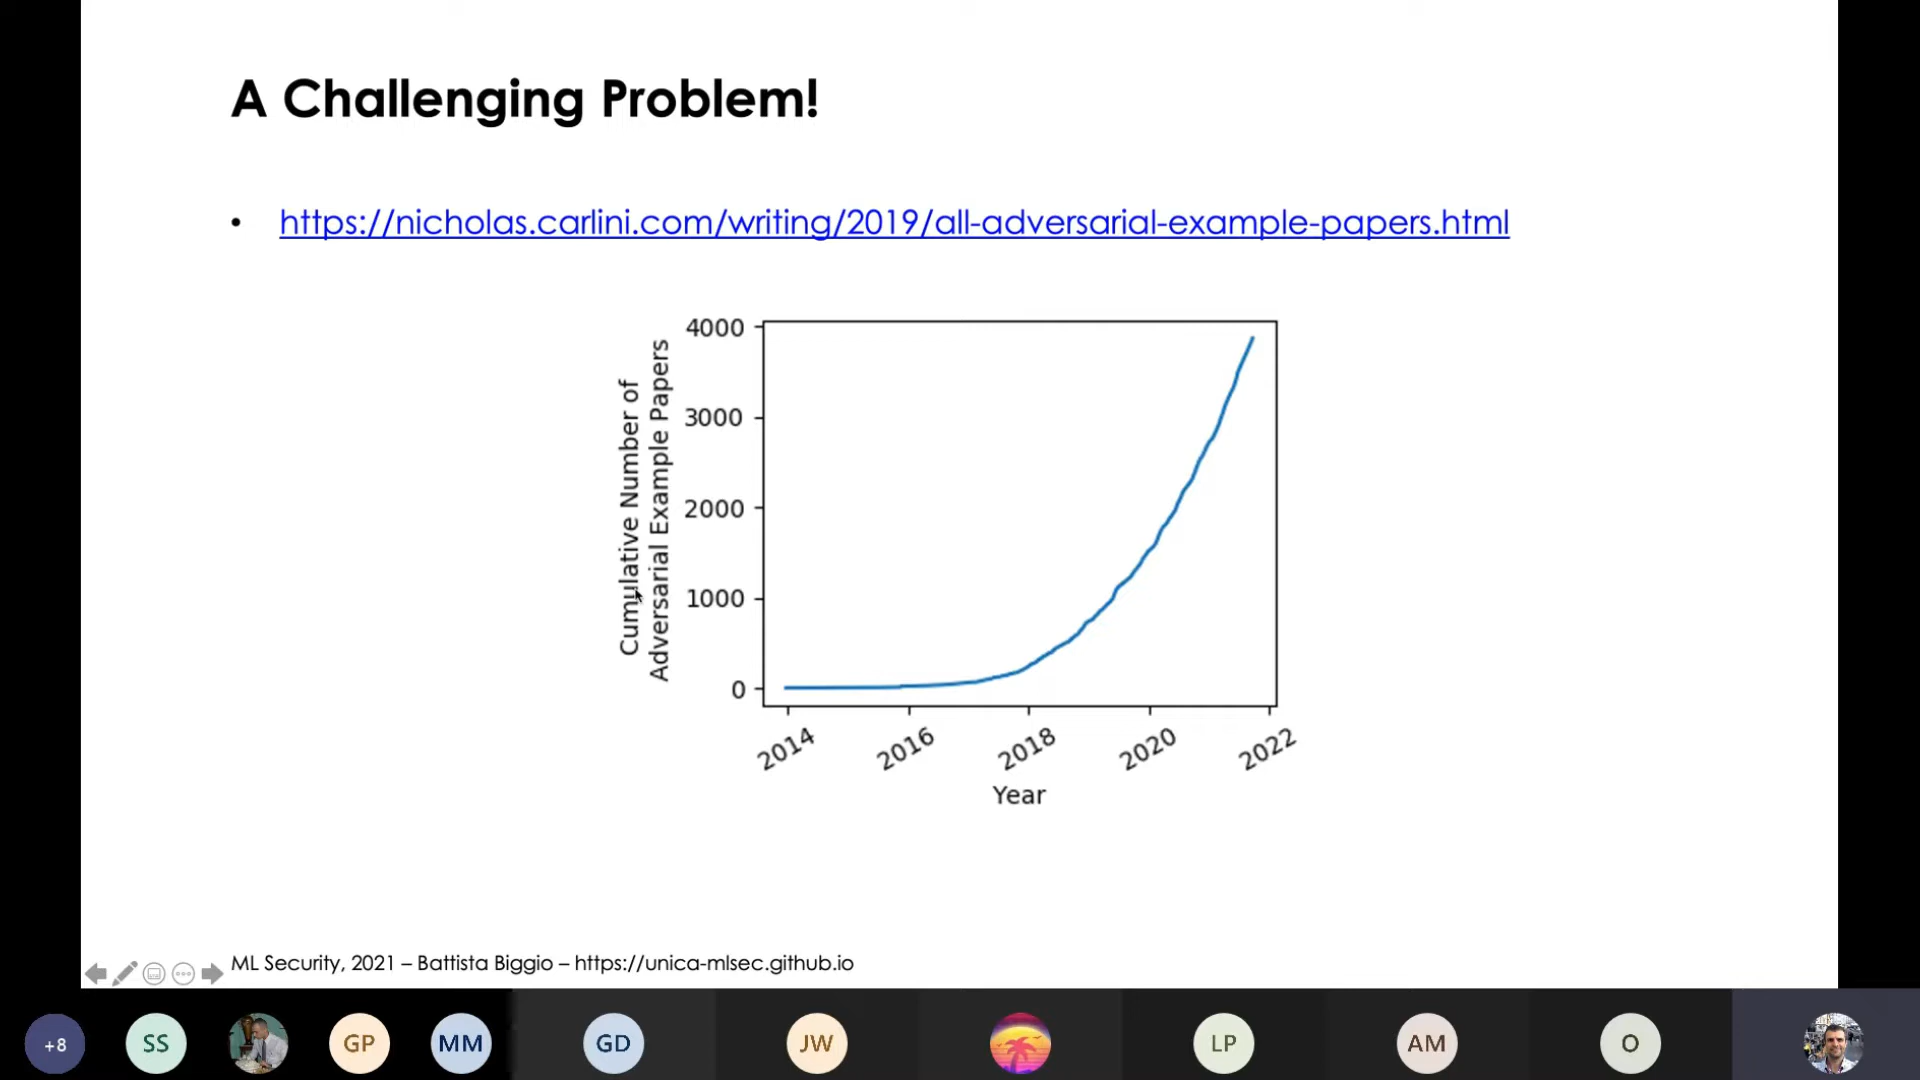 A Challenging Problem!
• https://nicholas.carlini.com/writing/2019/all-adversarial-example-papers.html
Cumulative Number of
Adversarial Example Papers
4000
3000
2000
1000
0
2014
2016
2018
2020
2022
Year
ML Security, 2021 – Battista Biggio – https://unica-mlsec.github.io
+8
SS
GP
MM
GD
JW
LP
AM
O